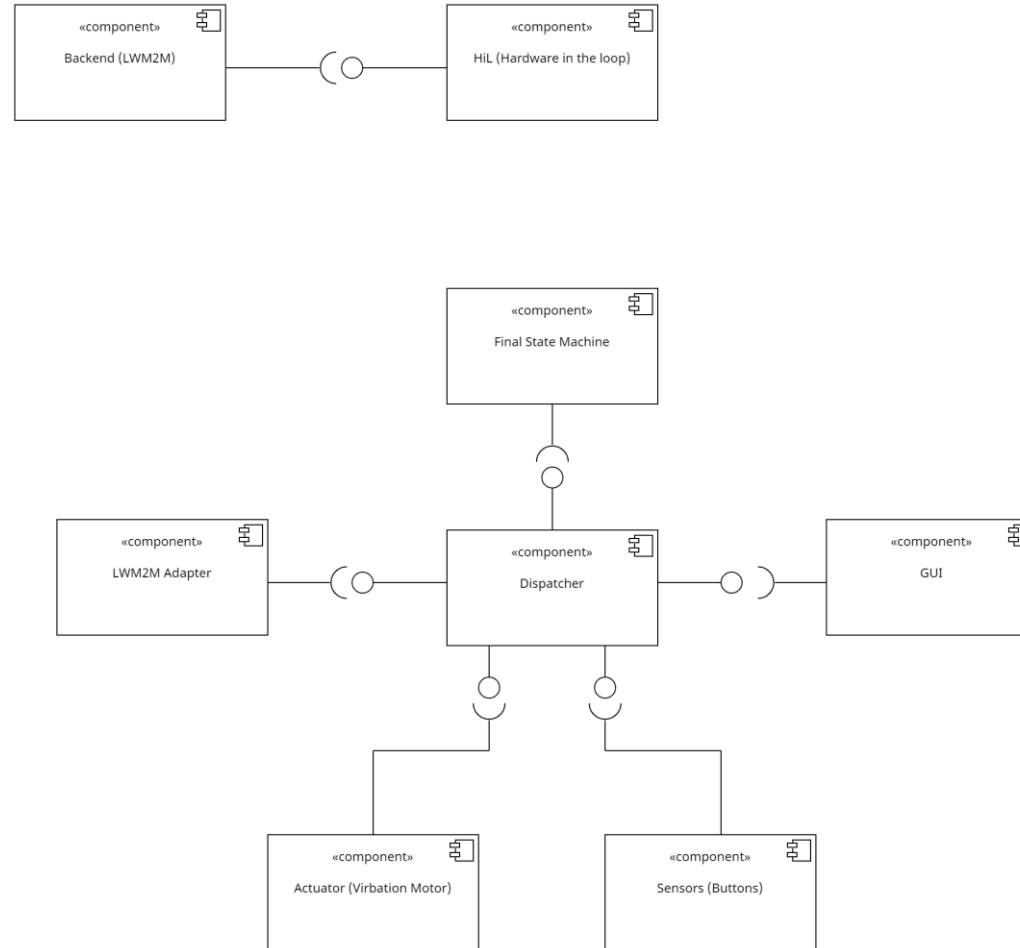 «component»
Backend (LWM2M)
«component»
HiL (Hardware in the loop)
«component»
Final State Machine
«component»
LWM2M Adapter
«component»
Dispatcher
«component»
GUI
«component»
Actuator (Virbation Motor)
«component»
Sensors (Buttons)